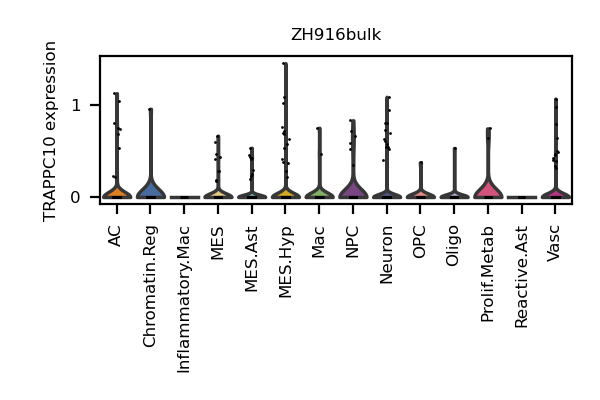 ZH916bulk
TRAPPC10 expression
1
0
AC
Chromatin.Reg
Inflammatory.Mac
MES
MES.Ast
MES.Hyp
Mac
NPC
Neuron
OPC
Oligo
Prolif.Metab
Reactive.Ast
Vasc